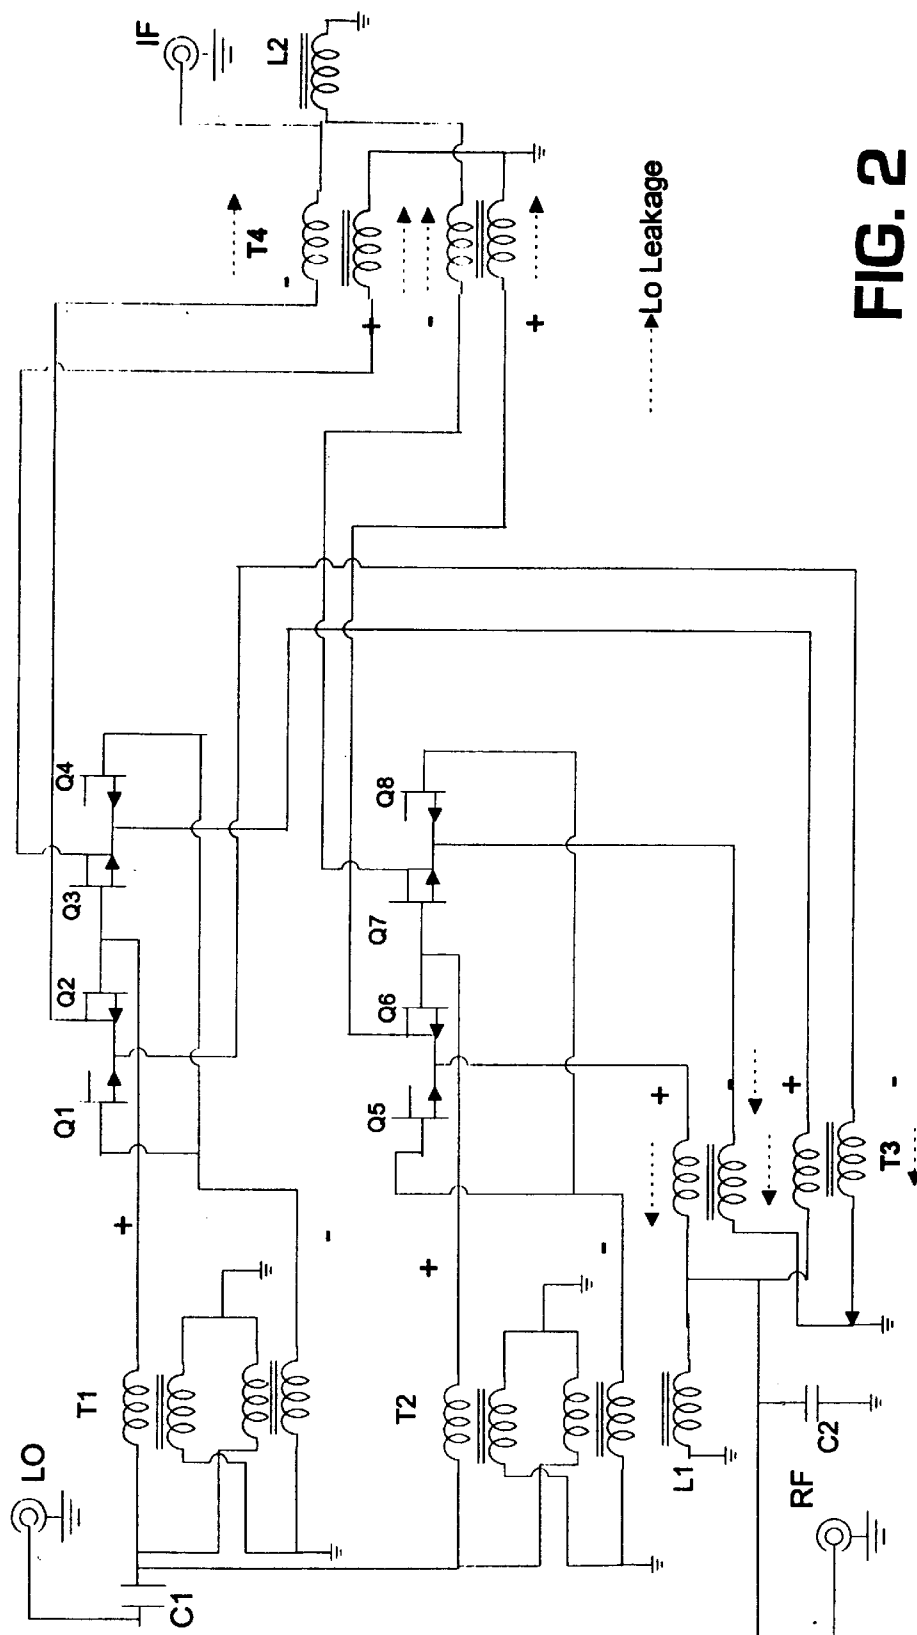 LO
C1
T1
+
-
Q1
Q2
Q3
Q4
T2
+
-
Q5
Q6
Q7
Q8
L1
C2
RF
+
-
+
-
T3
IF
L2
T4
-
+
-
+
Lo Leakage
FIG. 2